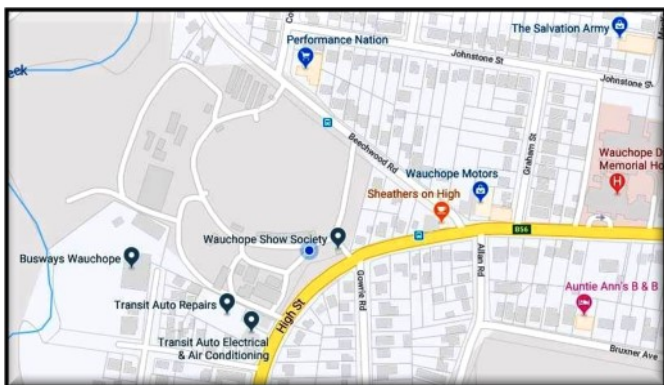 The Salvation Army
Performance Nation
Johnstone St
Johnstone St
eek
Beechwood Rd
Graham St
Wauchope D
Memorial Ho
H
Wauchope Motors
Sheathers on High
B56
Wauchope Show Society
Busways Wauchope
Gowrie Rd
Allan Rd
Auntie Ann's B & B
Transit Auto Repairs
High St
Transit Auto Electrical
& Air Conditioning
Bruxner Ave